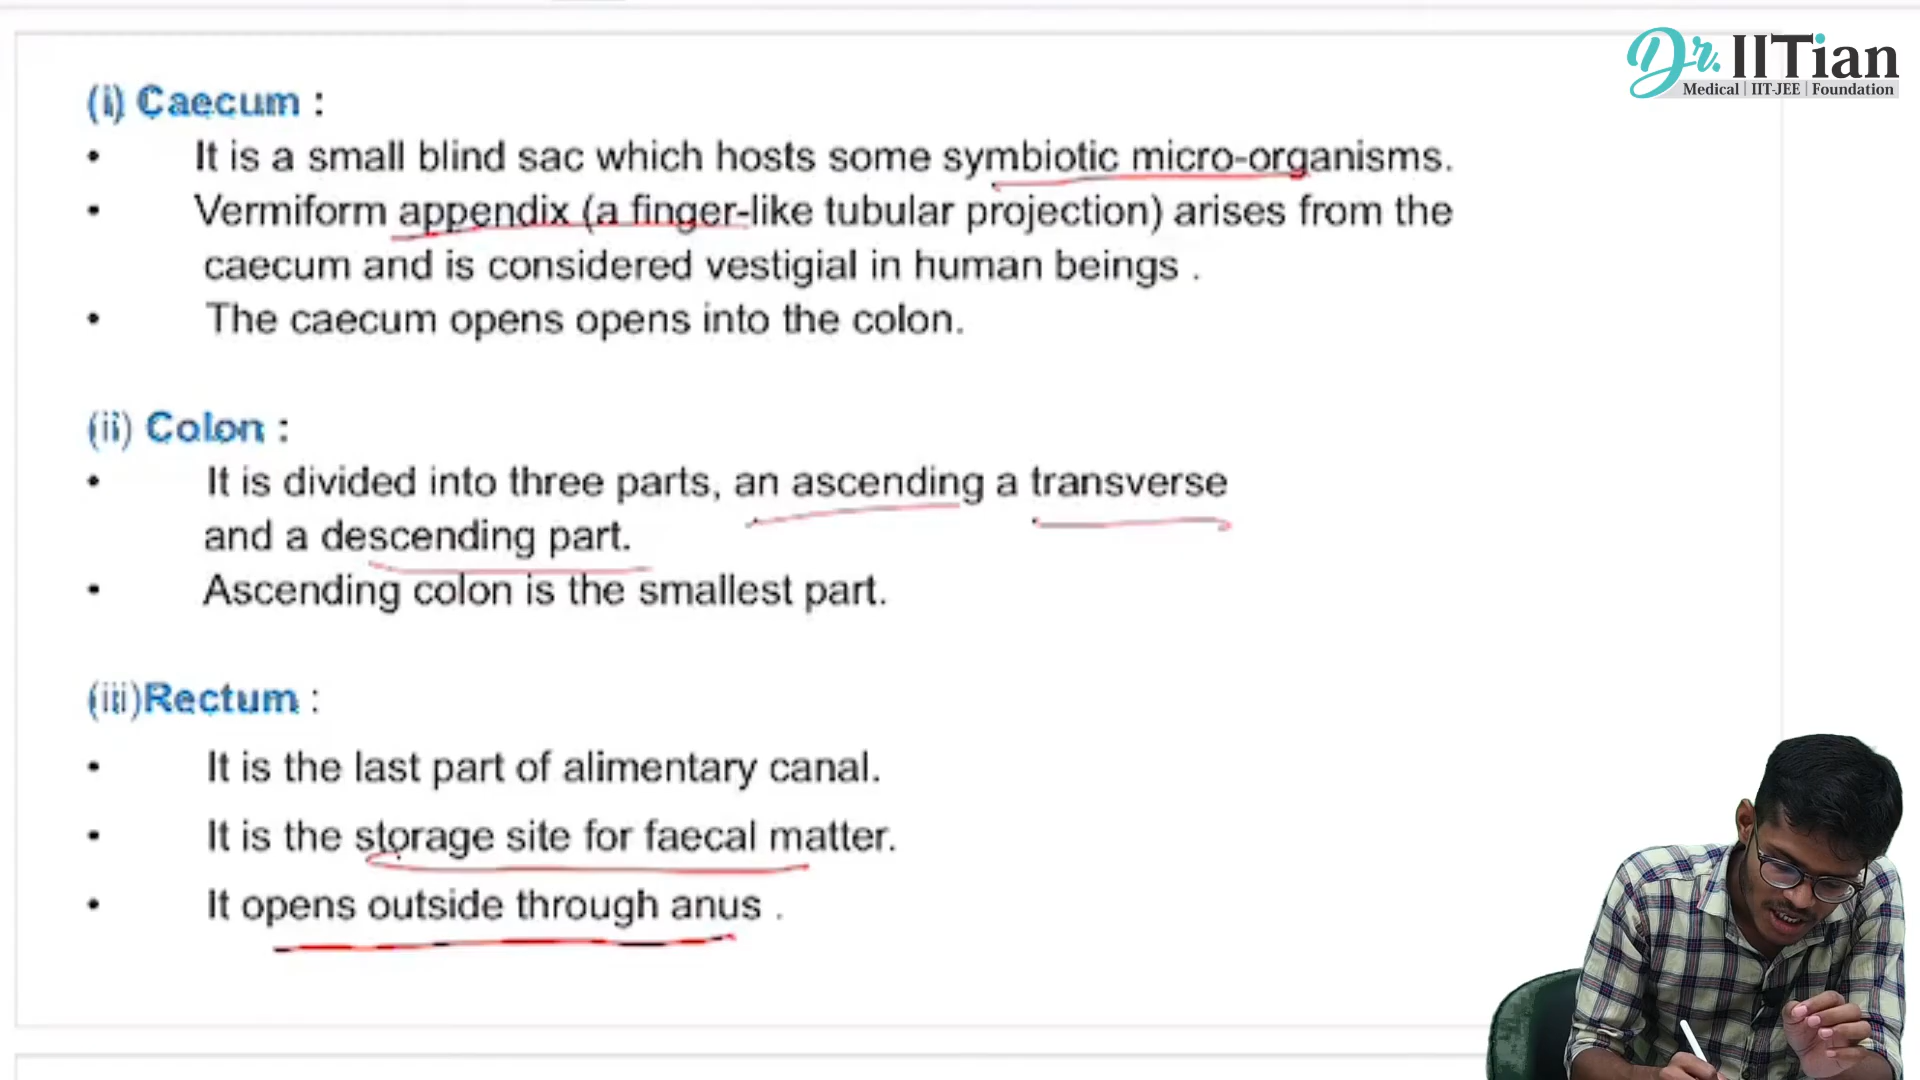 Dr. IITian
Medical | IIT-JEE | Foundation
(i) Caecum :
• It is a small blind sac which hosts some symbiotic micro-organisms.
• Vermiform appendix (a finger-like tubular projection) arises from the
caecum and is considered vestigial in human beings .
• The caecum opens opens into the colon.
(ii) Colon :
• It is divided into three parts, an ascending a transverse
and a descending part.
• Ascending colon is the smallest part.
(iii)Rectum :
• It is the last part of alimentary canal.
• It is the storage site for faecal matter.
• It opens outside through anus .